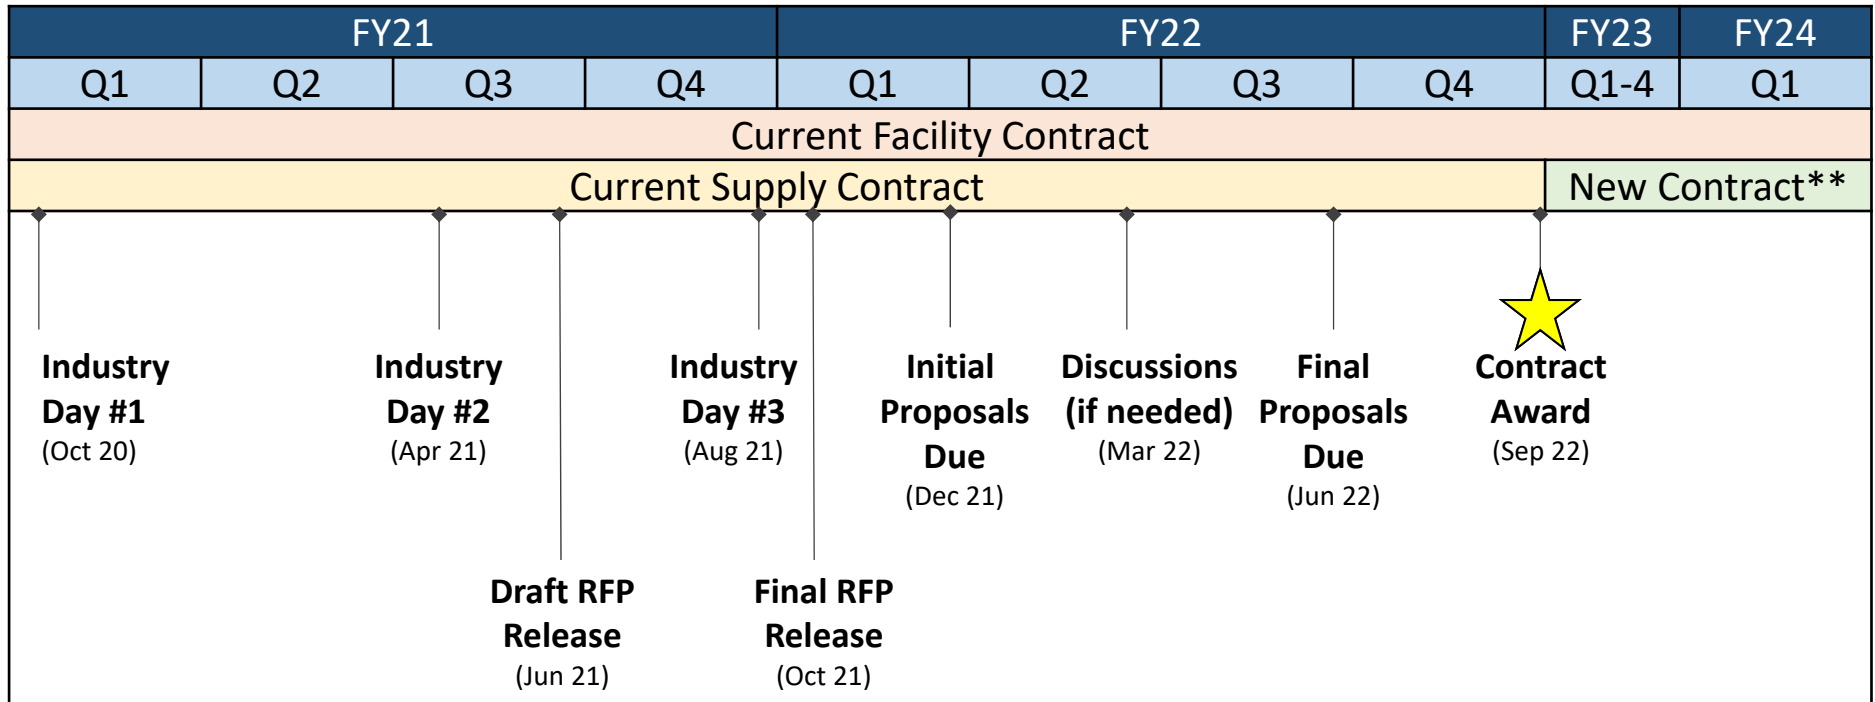 FY21 FY22 FY23 FY24
Q1 Q2 Q3 Q4 Q1 Q2 Q3 Q4 Q1-4 Q1
Current Facility Contract
Current Supply Contract New Contract**
Industry
Day #1
(Oct 20)
Industry
Day #2
(Apr 21)
Draft RFP
Release
(Jun 21)
Industry
Day #3
(Aug 21)
Final RFP
Release
(Oct 21)
Initial
Proposals
Due
(Dec 21)
Discussions
(if needed)
(Mar 22)
Final
Proposals
Due
(Jun 22)
Contract
Award
(Sep 22)